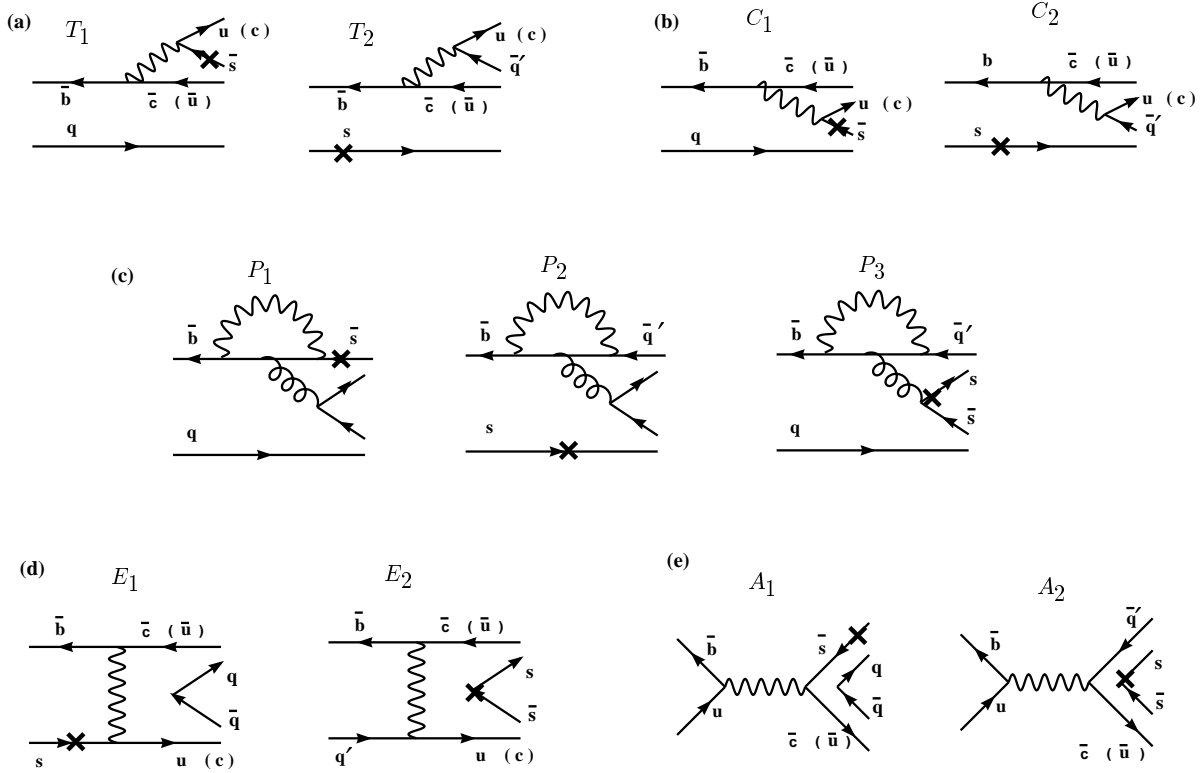 (a) T1 T2 (b) C1 C2
u (c) u (c)
s̄ q̄′
b̄ c̄ (ū) b̄ c̄ (ū)
q s
b̄ c̄ (ū) b c̄ (ū)
u (c) u (c)
s̄ q̄′
q s
(c) P1 P2 P3
b̄ s̄ b̄ q̄′ b̄ q̄′
s
s̄
q s q
(d) E1 E2 (e) A1 A2
b̄ c̄ (ū) b̄ c̄ (ū)
q s
q̄ s̄
s u (c) q′ u (c)
b̄ s̄ b̄ q̄′
q s
q̄ s̄
u c̄ (ū) u c̄ (ū)